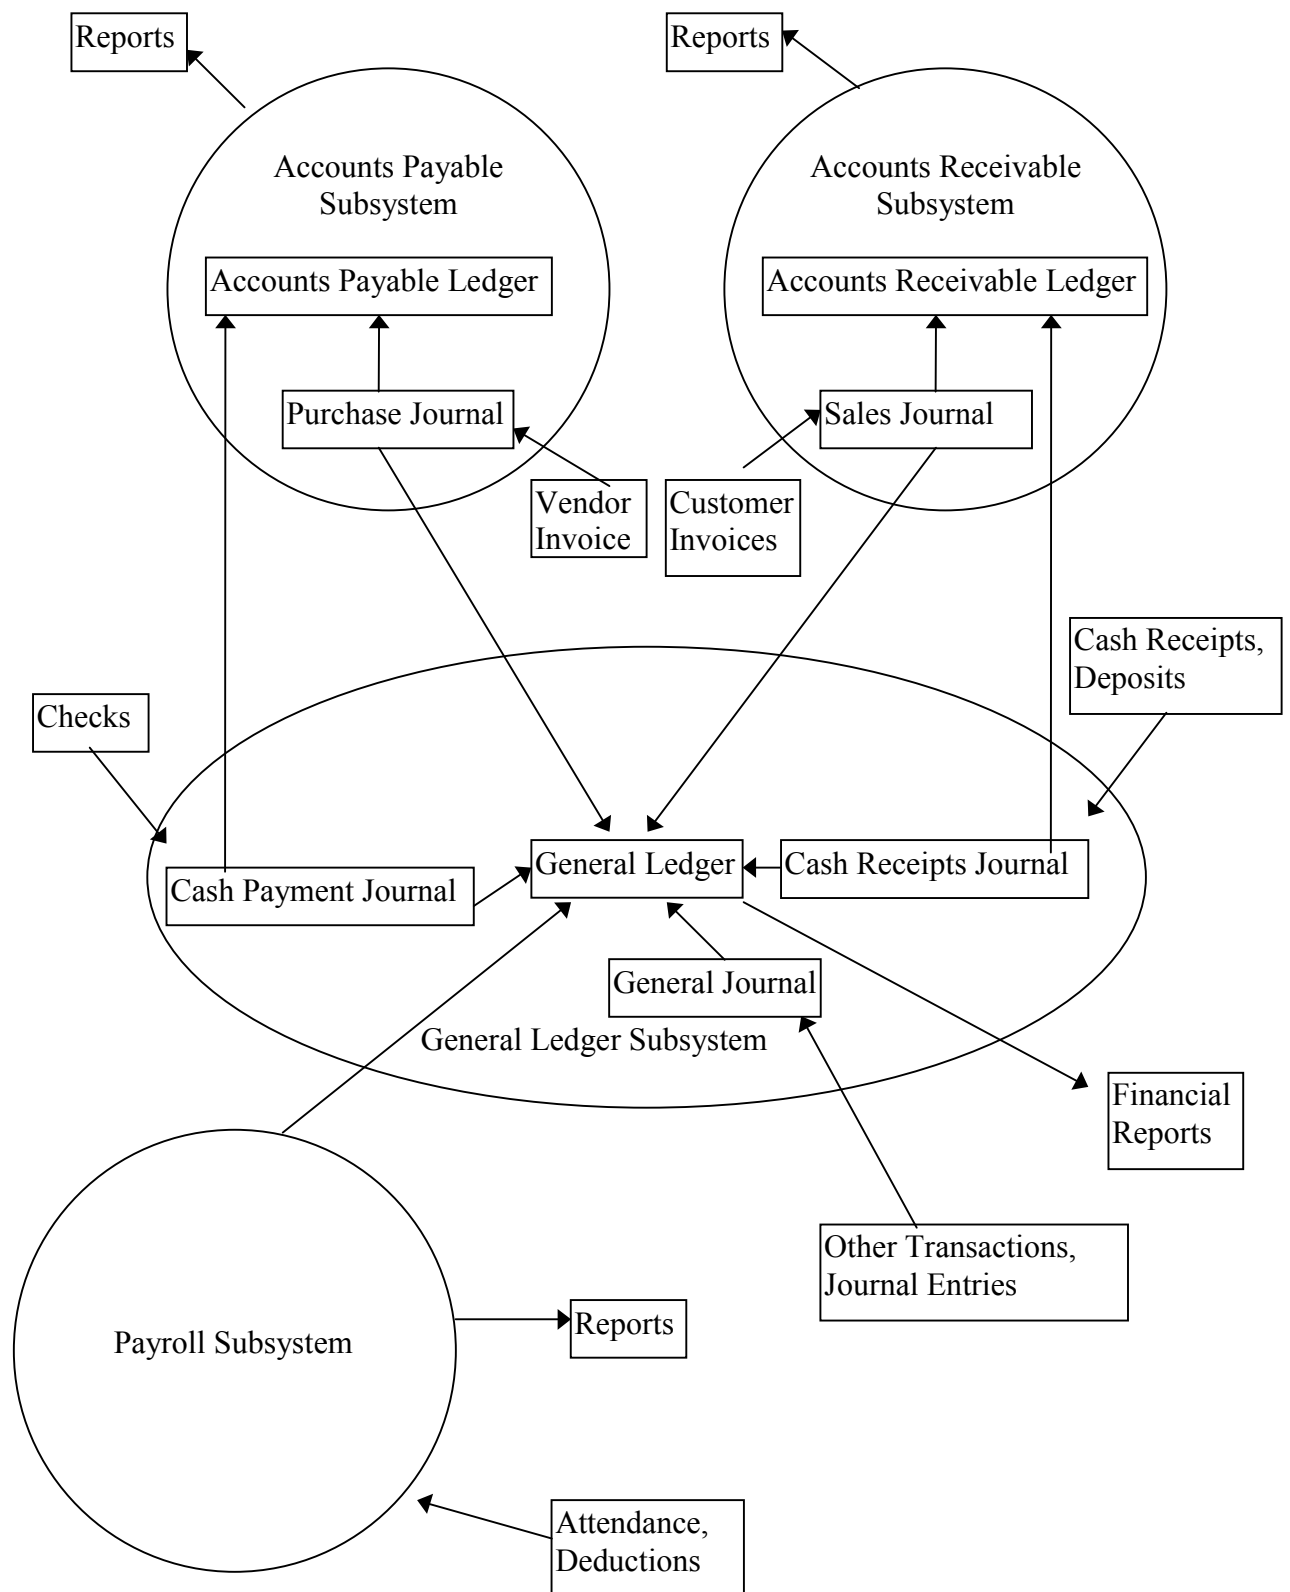 Reports
Reports
Accounts Payable
Subsystem
Accounts Receivable
Subsystem
Accounts Payable Ledger
Accounts Receivable Ledger
Purchase Journal
Sales Journal
Vendor
Invoice
Customer
Invoices
Cash Receipts,
Deposits
Checks
General Ledger
Cash Receipts Journal
Cash Payment Journal
General Journal
General Ledger Subsystem
Financial
Reports
Other Transactions,
Journal Entries
Reports
Payroll Subsystem
Attendance,
Deductions